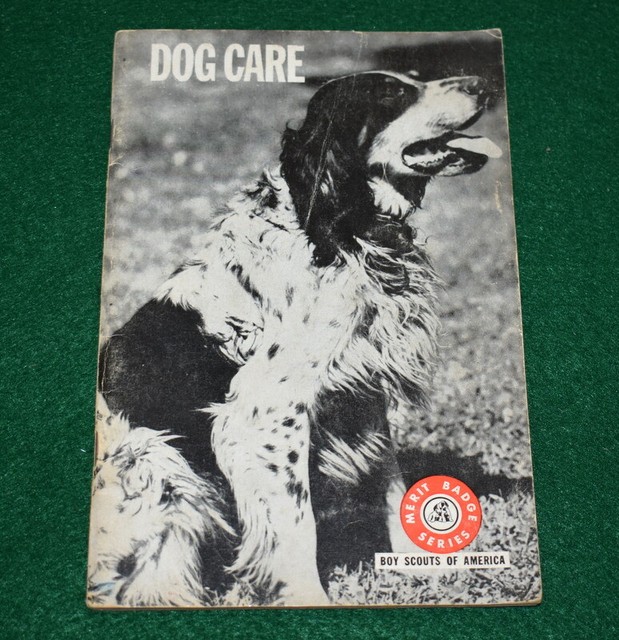 DOG CARE
MERIT BADGE
SERIES
BOY SCOUTS OF AMERICA